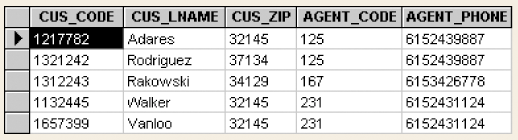 CUS_CODE CUS_LNAME CUS_ZIP AGENT_CODE AGENT_PHONE
1217782 Adares 32145 125 6152439887
1321242 Rodriguez 37134 125 6152439887
1312243 Rakowski 34129 167 6153426778
1132445 Walker 32145 231 6152431124
1657399 Vanloo 32145 231 6152431124